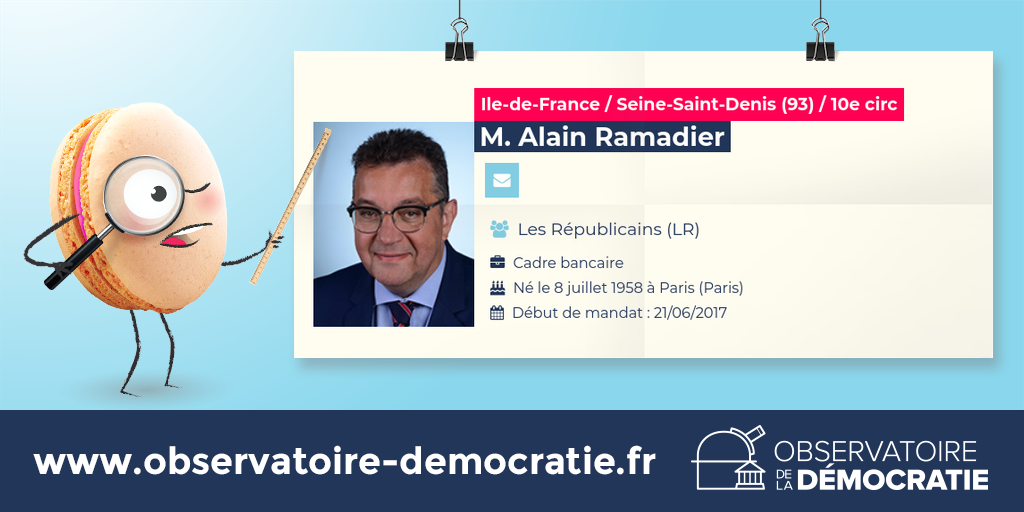 Ile-de-France / Seine-Saint-Denis (93) / 10e circ
M. Alain Ramadier
Les Républicains (LR)
Cadre bancaire
Né le 8 juillet 1958 à Paris (Paris)
Début de mandat : 21/06/2017
www.observatoire-democratie.fr
OBSERVATOIRE
DE LA DÉMOCRATIE